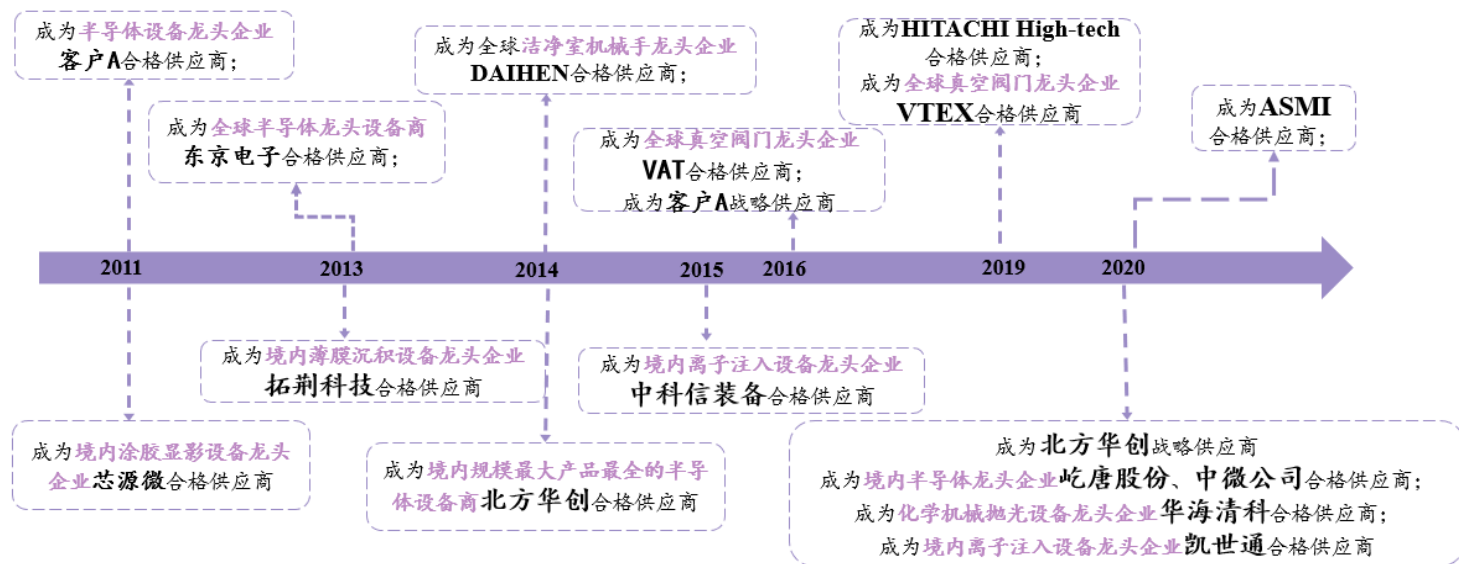 成为半导体设备龙头企业
客户A合格供应商；
成为全球洁净室机械手龙头企业
DAIHEN合格供应商；
成为HITACHI High-tech
合格供应商；
成为全球真空阀门龙头企业
VTEX合格供应商
成为ASMI
合格供应商；
成为全球半导体龙头设备商
东京电子合格供应商；
成为全球真空阀门龙头企业
VAT合格供应商；
成为客户A战略供应商
2011
2013
2014
2015
2016
2019
2020
成为境内薄膜沉积设备龙头企业
拓荆科技合格供应商
成为境内离子注入设备龙头企业
中科信装备合格供应商
成为境内涂胶显影设备龙头
企业芯源微合格供应商
成为境内规模最大产品最全的半导
体设备商北方华创合格供应商
成为北方华创战略供应商
成为境内半导体龙头企业屹唐股份、中微公司合格供应商；
成为化学机械抛光设备龙头企业华海清科合格供应商；
成为境内离子注入设备龙头企业凯世通合格供应商